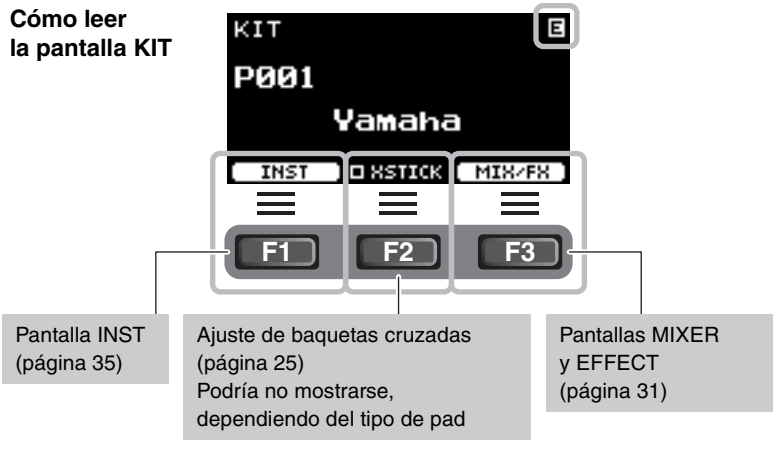 Cómo leer
la pantalla KIT
KIT
E
P001
Yamaha
INST
XSTICK
MIX/FX
F1
F2
F3
Pantalla INST
(página 35)
Ajuste de baquetas cruzadas
(página 25)
Podría no mostrarse,
dependiendo del tipo de pad
Pantallas MIXER
y EFFECT
(página 31)